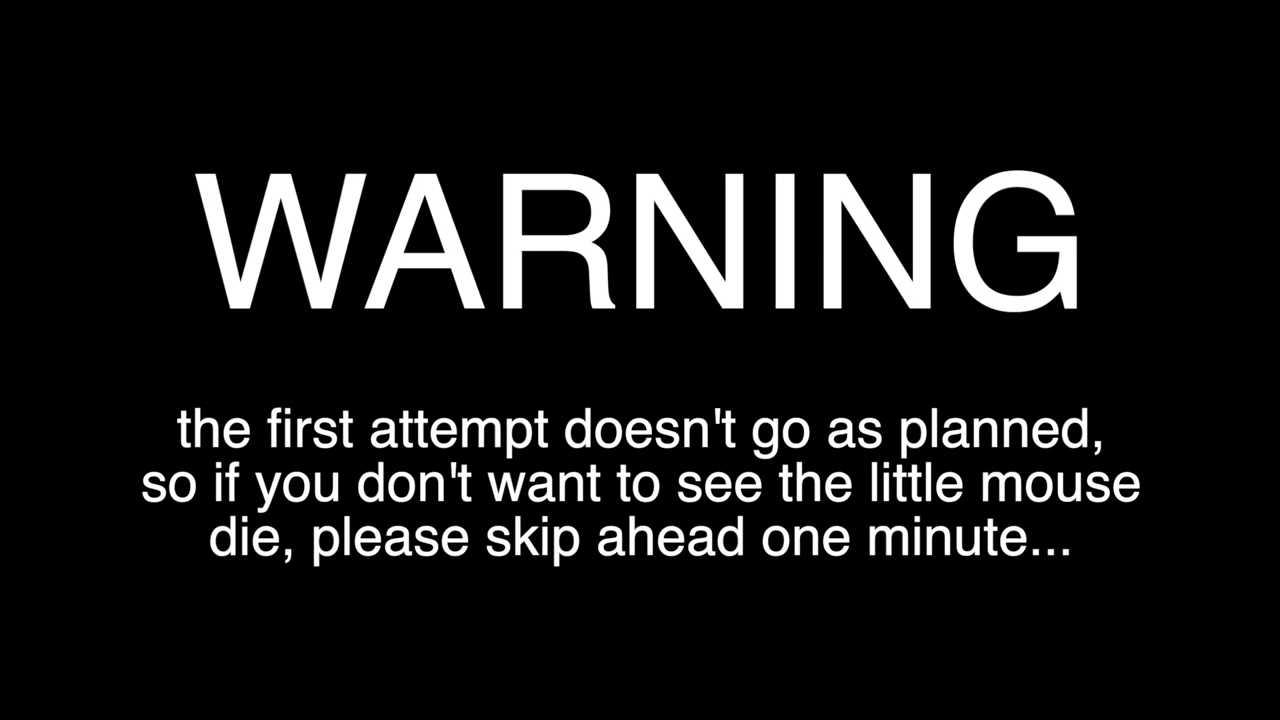 WARNING
the first attempt doesn't go as planned,
so if you don't want to see the little mouse
die, please skip ahead one minute...